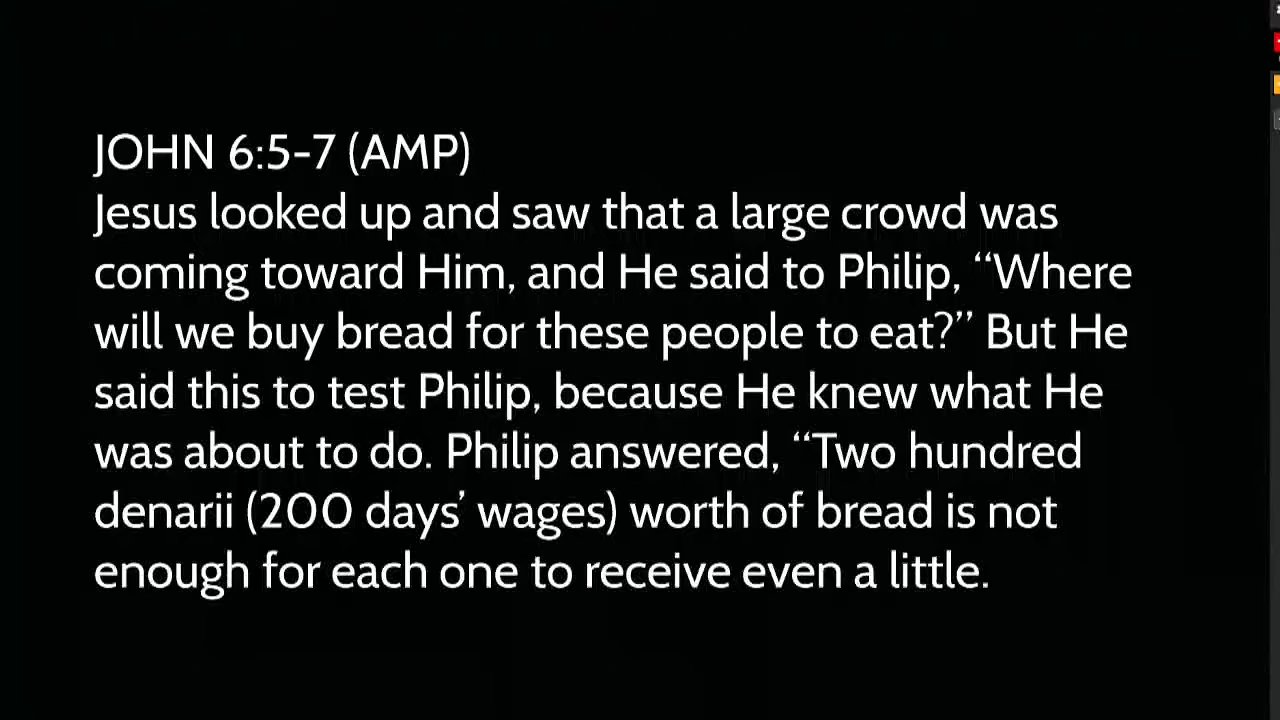 JOHN 6:5-7 (AMP)
Jesus looked up and saw that a large crowd was
coming toward Him, and He said to Philip, “Where
will we buy bread for these people to eat?” But He
said this to test Philip, because He knew what He
was about to do. Philip answered, “Two hundred
denarii (200 days’ wages) worth of bread is not
enough for each one to receive even a little.